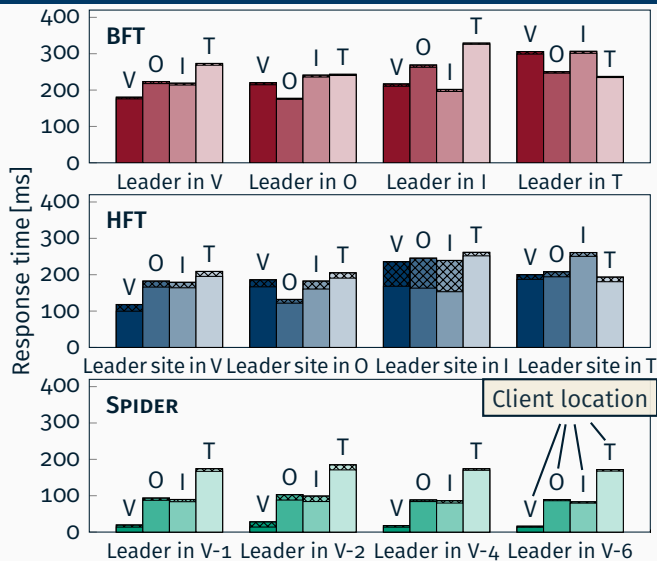 400
BFT
T
V
O
I
300
V
O
I
T
V
O
I
T
V
O
I
T
200
100
0
Leader in V
Leader in O
Leader in I
Leader in T
Response time [ms]
400
HFT
300
V
O
I
T
V
O
I
T
V
O
I
T
V
O
I
T
200
100
0
Leader site in V
Leader site in O
Leader site in I
Leader site in T
400
SPIDER
Client location
300
200
V
O
I
T
V
O
I
T
V
O
I
T
V
O
I
T
100
0
Leader in V-1
Leader in V-2
Leader in V-4
Leader in V-6